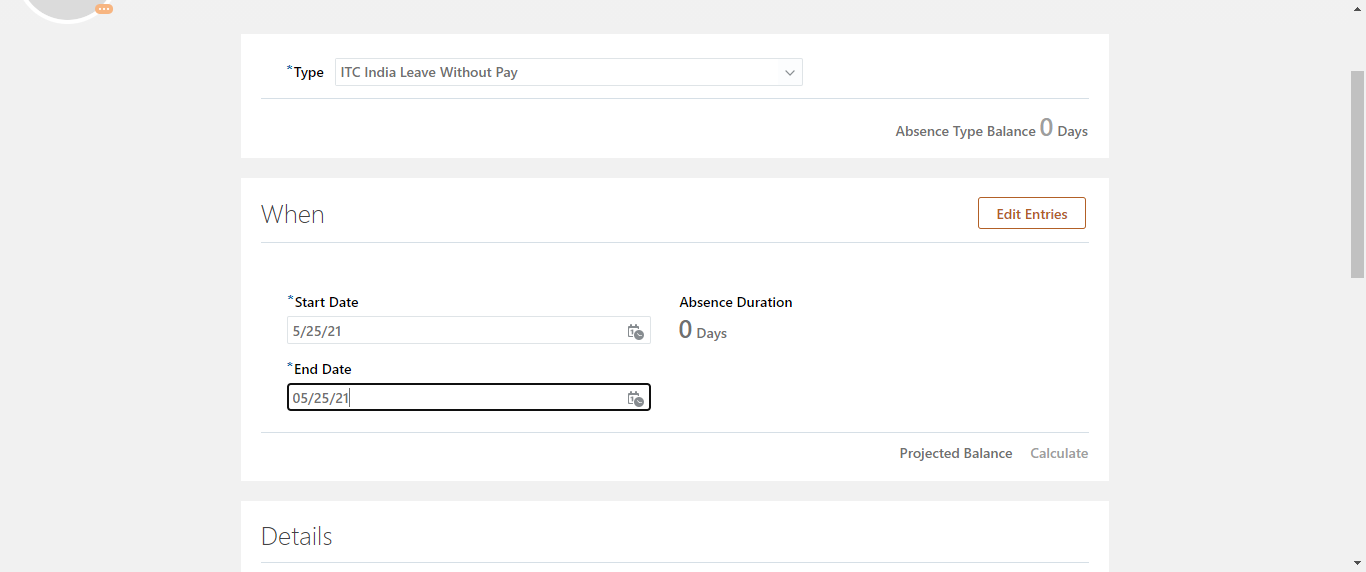 *Type ITC India Leave Without Pay
Absence Type Balance 0 Days
When Edit Entries
*Start Date Absence Duration
5/25/21 0 Days
*End Date
05/25/21
Projected Balance Calculate
Details